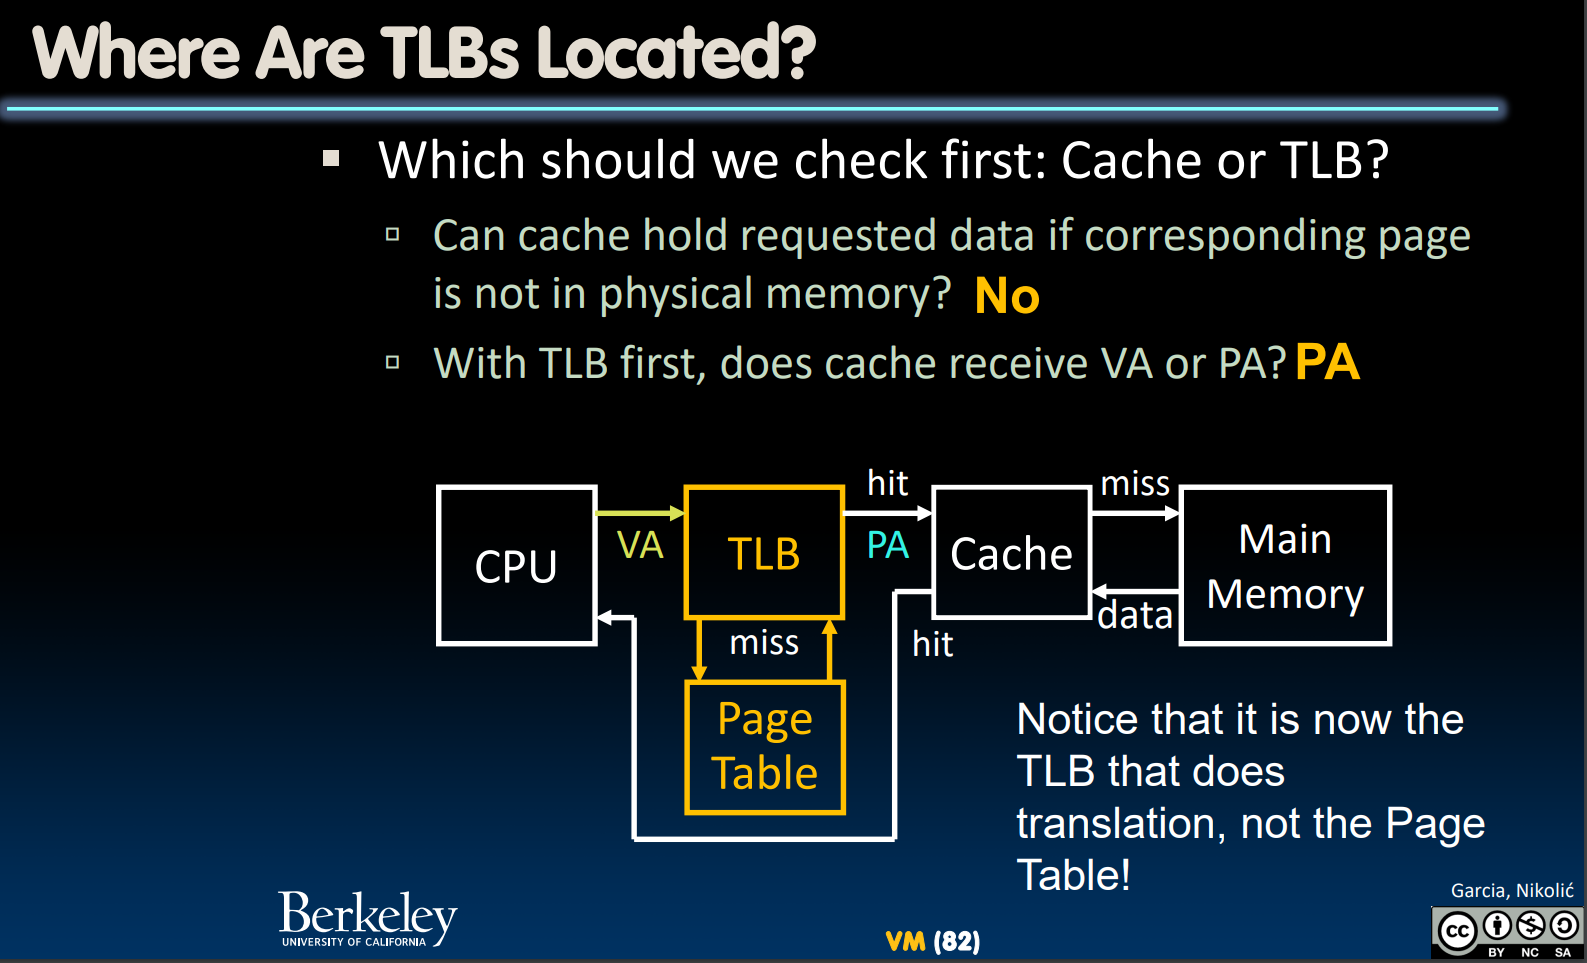 Where Are TLBs Located?
Which should we check first: Cache or TLB?
Can cache hold requested data if corresponding page
is not in physical memory? No
With TLB first, does cache receive VA or PA? PA
hit
miss
CPU
VA
TLB
PA
Cache
Main
Memory
data
miss
hit
Page
Table
Notice that it is now the
TLB that does
translation, not the Page
Table!
Garcia, Nikolić
Berkeley
UNIVERSITY OF CALIFORNIA
VM (82)
cc
BY NC SA